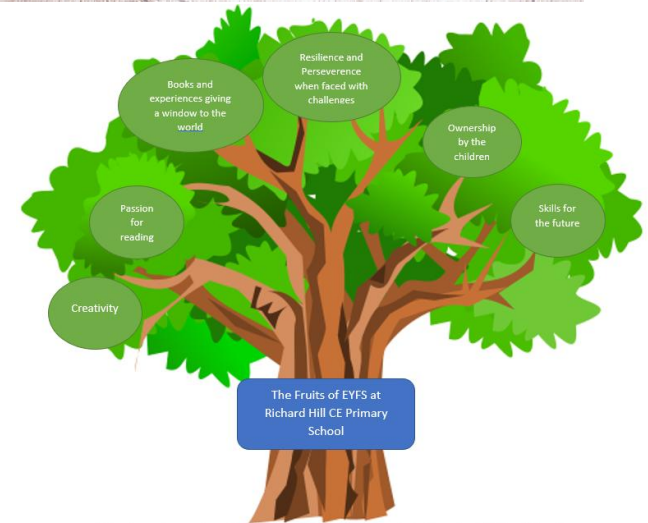 Resilience and
Perseverence
when faced with
challenges
Books and
experiences giving
a window to the
world
Ownership
by the
children
Passion
for
reading
Skills for
the future
Creativity
The Fruits of EYFS at
Richard Hill CE Primary
School